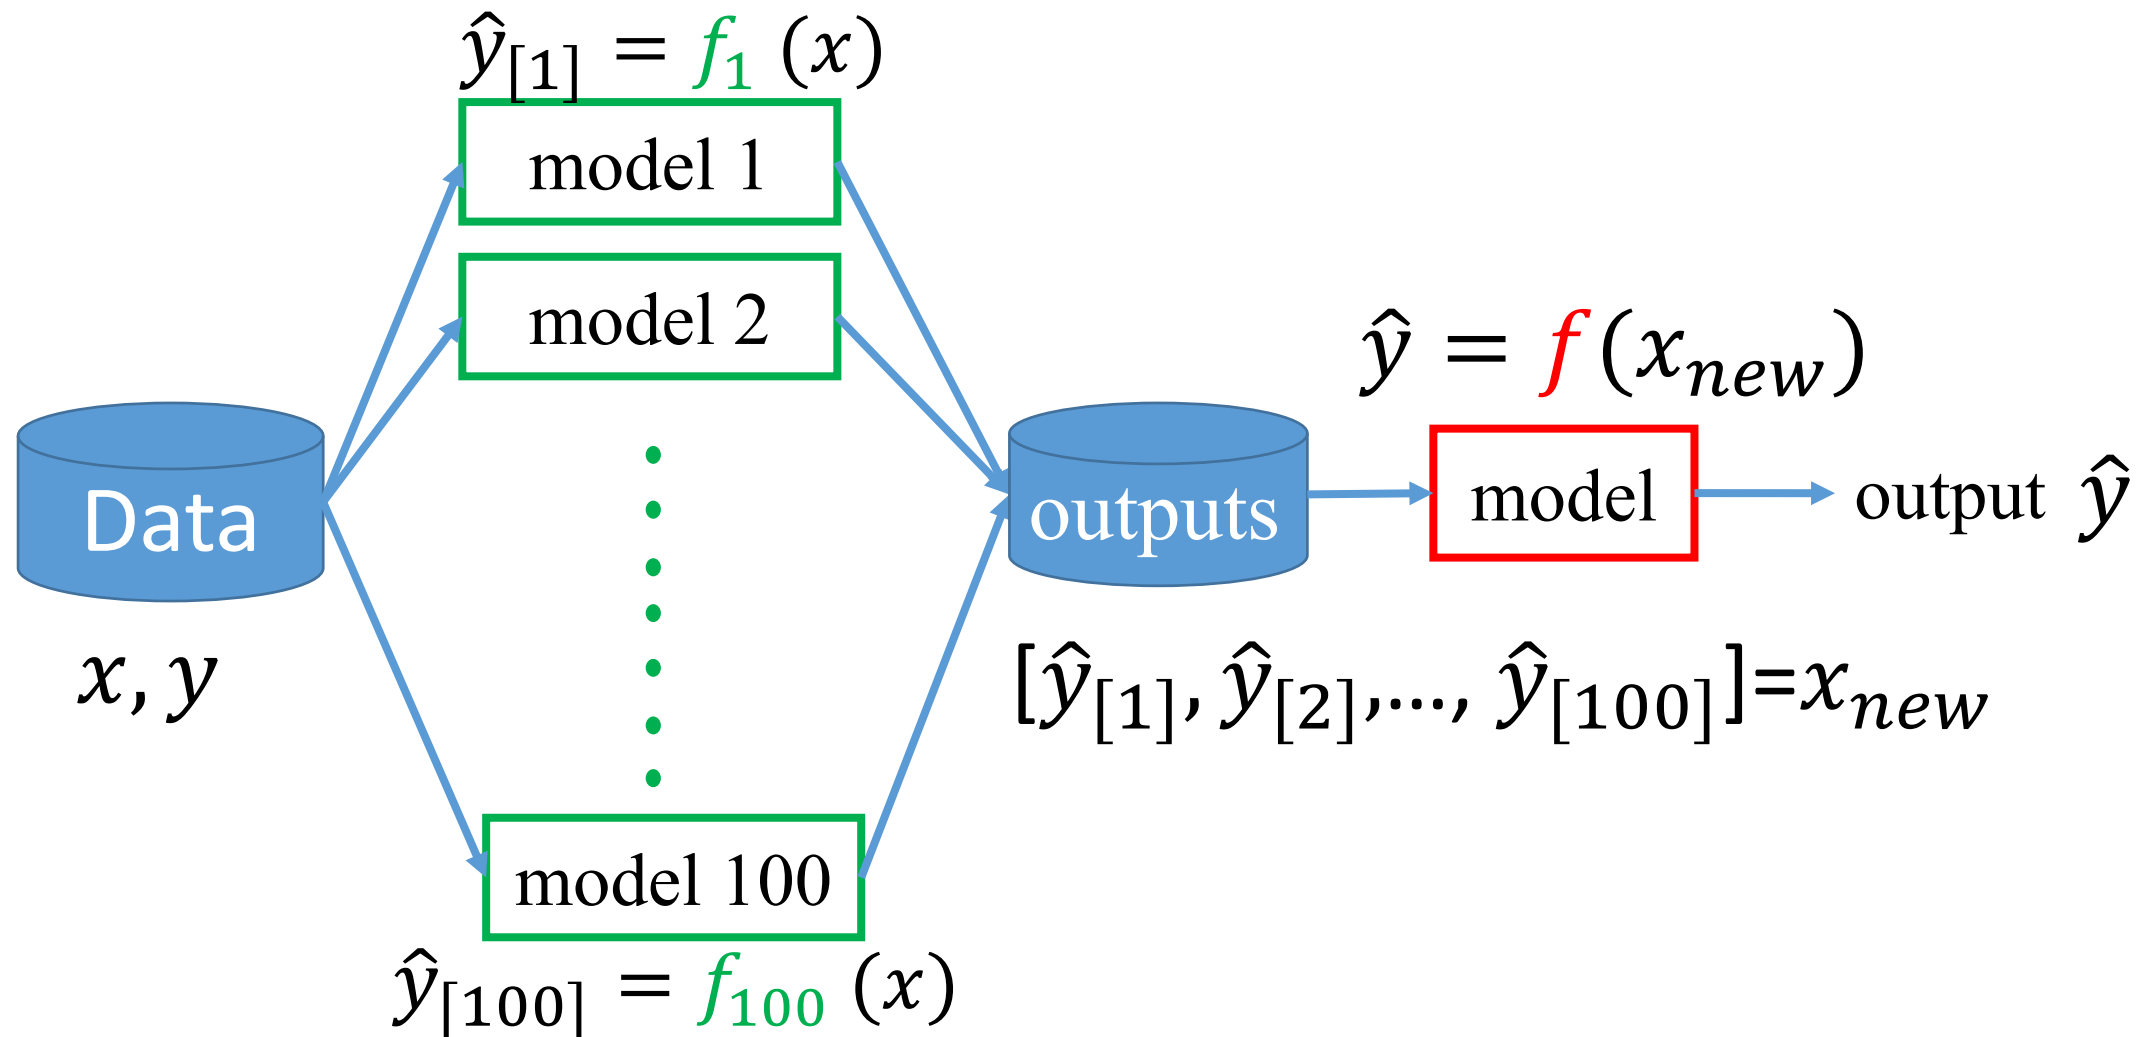 ŷ[1] = f1 (x)
model 1
model 2
Data
x, y
model 100
ŷ[100] = f100 (x)
outputs
[ŷ[1], ŷ[2],..., ŷ[100]]=xnew
ŷ = f(xnew)
model
output ŷ